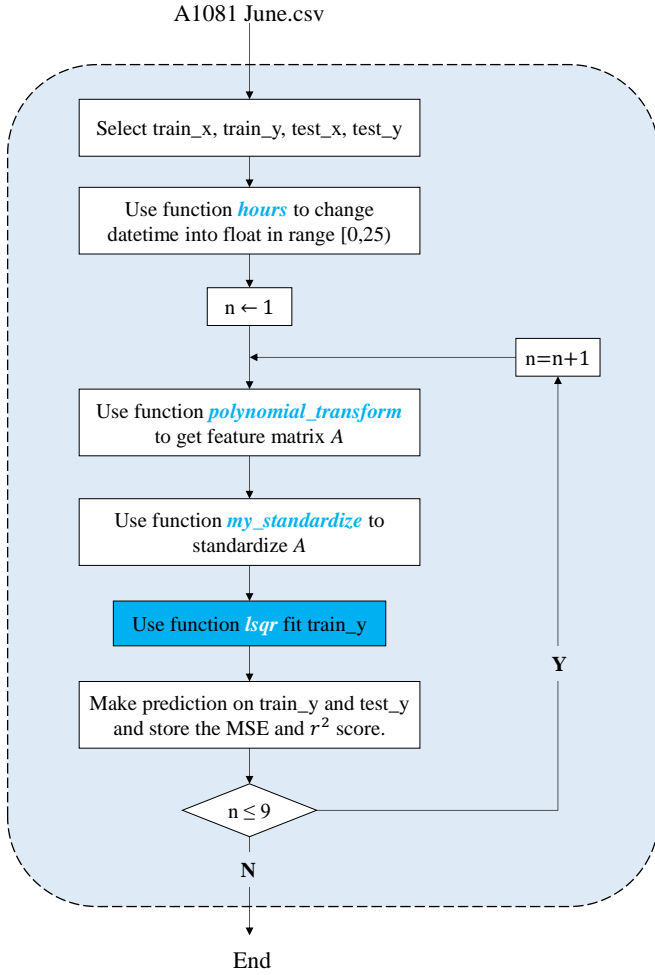 A1081 June.csv
Select train_x, train_y, test_x, test_y
Use function hours to change
datetime into float in range [0,25)
n ← 1
n=n+1
Use function polynomial_transform
to get feature matrix A
Use function my_standardize to
standardize A
Use function lsqr fit train_y
Y
Make prediction on train_y and test_y
and store the MSE and r² score.
n ≤ 9
N
End